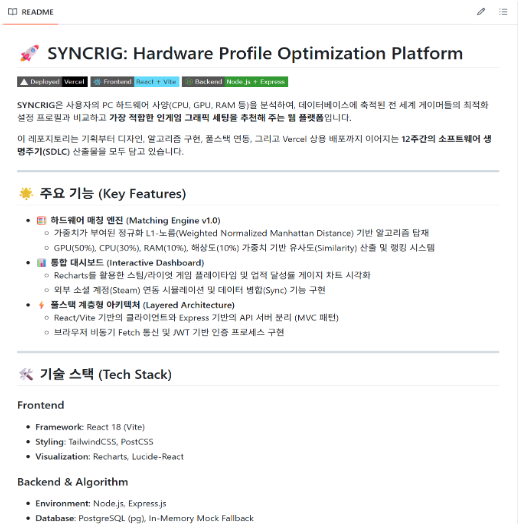 README
🚀 SYNCRIG: Hardware Profile Optimization Platform
Deployed Vercel Frontend React + Vite Backend Node.js + Express
SYNCRIG은 사용자의 PC 하드웨어 사양(CPU, GPU, RAM 등)을 분석하여, 데이터베이스에 축적된 전 세계 게이머들의 최적화
설정 프로필과 비교하고 가장 적합한 인게임 그래픽 세팅을 추천해 주는 웹 플랫폼입니다.
이 레포지토리는 기획부터 디자인, 알고리즘 구현, 풀스택 연동, 그리고 Vercel 상용 배포까지 이어지는 12주간의 소프트웨어 생
명주기(SDLC) 산출물을 모두 담고 있습니다.
🌟 주요 기능 (Key Features)
• 하드웨어 매칭 엔진 (Matching Engine v1.0)
○ 가중치가 부여된 정규화 L1-노름(Weighted Normalized Manhattan Distance) 기반 알고리즘 탑재
○ GPU(50%), CPU(30%), RAM(10%), 해상도(10%) 가중치 기반 유사도(Similarity) 산출 및 랭킹 시스템
• 📊 통합 대시보드 (Interactive Dashboard)
○ Recharts를 활용한 스팀/라이엇 게임 플레이타임 및 업적 달성률 게이지 차트 시각화
○ 외부 소셜 계정(Steam) 연동 시뮬레이션 및 데이터 병합(Sync) 기능 구현
• ⚡ 풀스택 계층형 아키텍처 (Layered Architecture)
○ React/Vite 기반의 클라이언트와 Express 기반의 API 서버 분리 (MVC 패턴)
○ 브라우저 비동기 Fetch 통신 및 JWT 기반 인증 프로세스 구현
🛠️ 기술 스택 (Tech Stack)
Frontend
• Framework: React 18 (Vite)
• Styling: TailwindCSS, PostCSS
• Visualization: Recharts, Lucide-React
Backend & Algorithm
• Environment: Node.js, Express.js
• Database: PostgreSQL (pg), In-Memory Mock Fallback